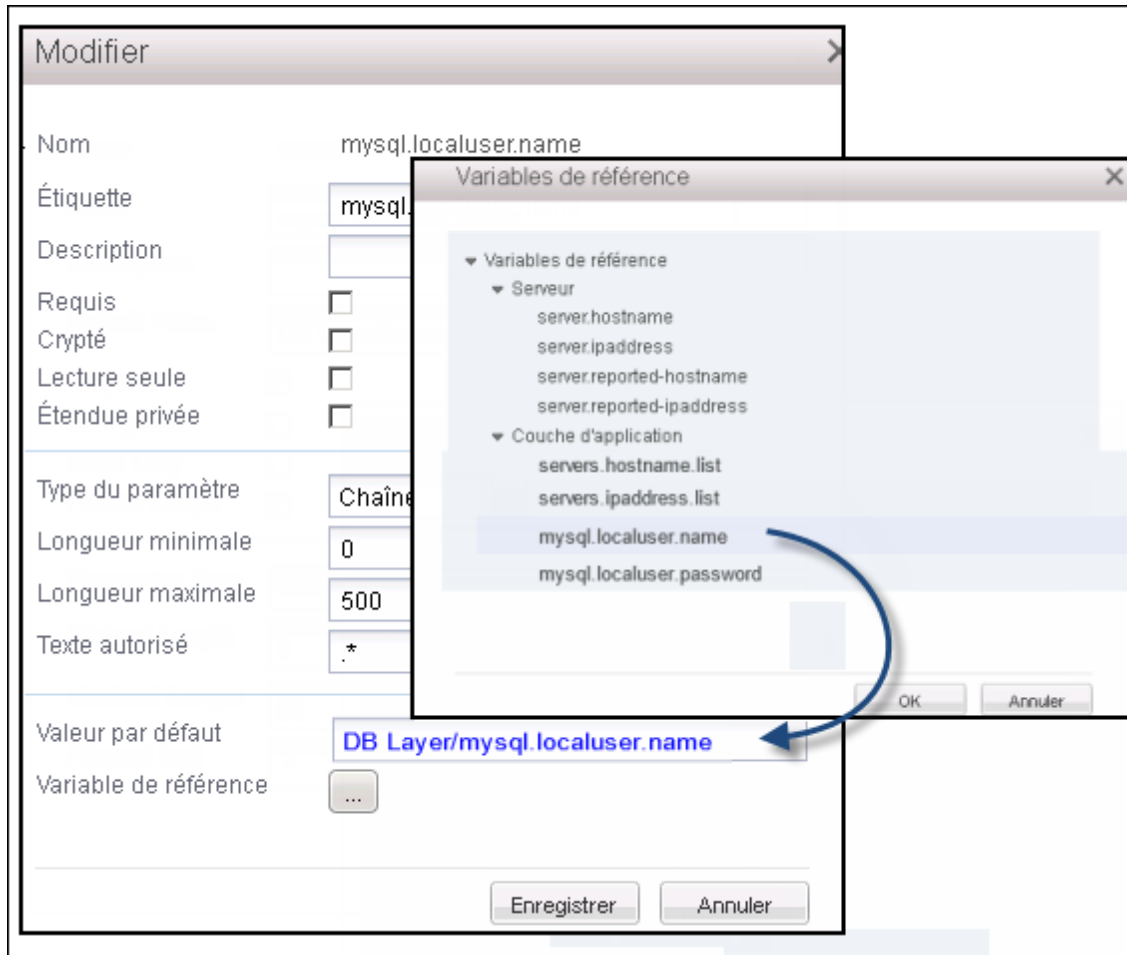 Modifier
Nom mysql.localuser.name
Étiquette mysql.
Description
Requis
Crypté
Lecture seule
Étendue privée
Type du paramètre Chaîne
Longueur minimale 0
Longueur maximale 500
Texte autorisé .*
Valeur par défaut DB Layer/mysql.localuser.name
Variable de référence ...
Enregistrer Annuler
Variables de référence
Variables de référence
Serveur
server.hostname
server.ipaddress
server.reported-hostname
server.reported-ipaddress
Couche d'application
servers.hostname.list
servers.ipaddress.list
mysql.localuser.name
mysql.localuser.password
OK Annuler